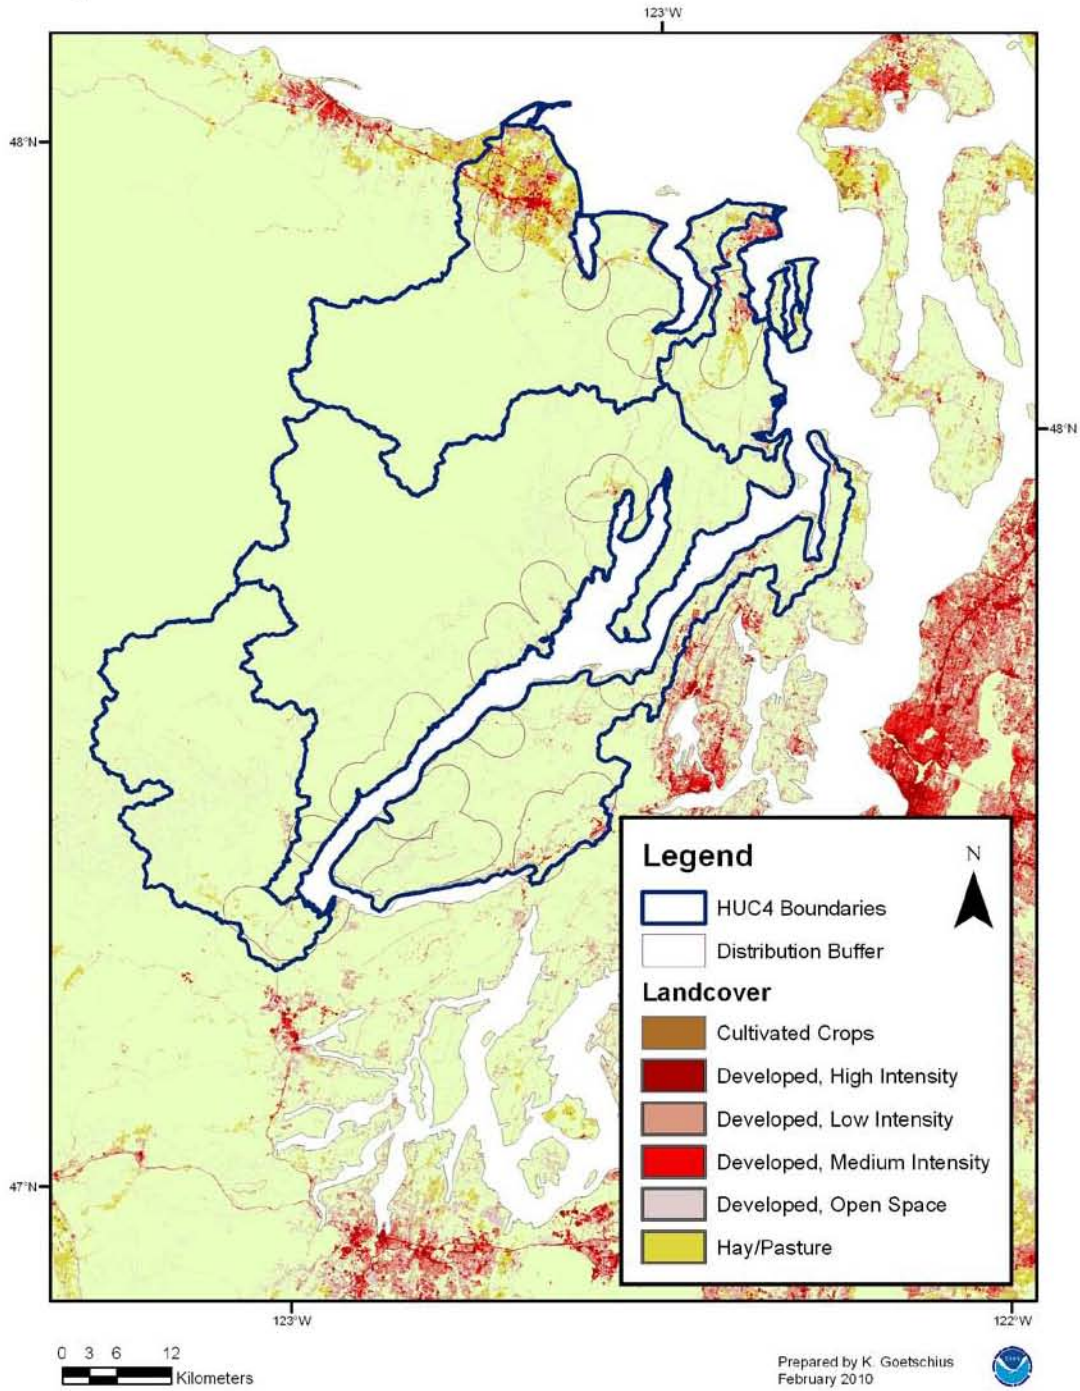 123°W
48°N
48°N
47°N
Legend
N
HUC4 Boundaries
Distribution Buffer
Landcover
Cultivated Crops
Developed, High Intensity
Developed, Low Intensity
Developed, Medium Intensity
Developed, Open Space
Hay/Pasture
123°W
122°W
0 3 6 12
Kilometers
Prepared by K. Goetschius
February 2010